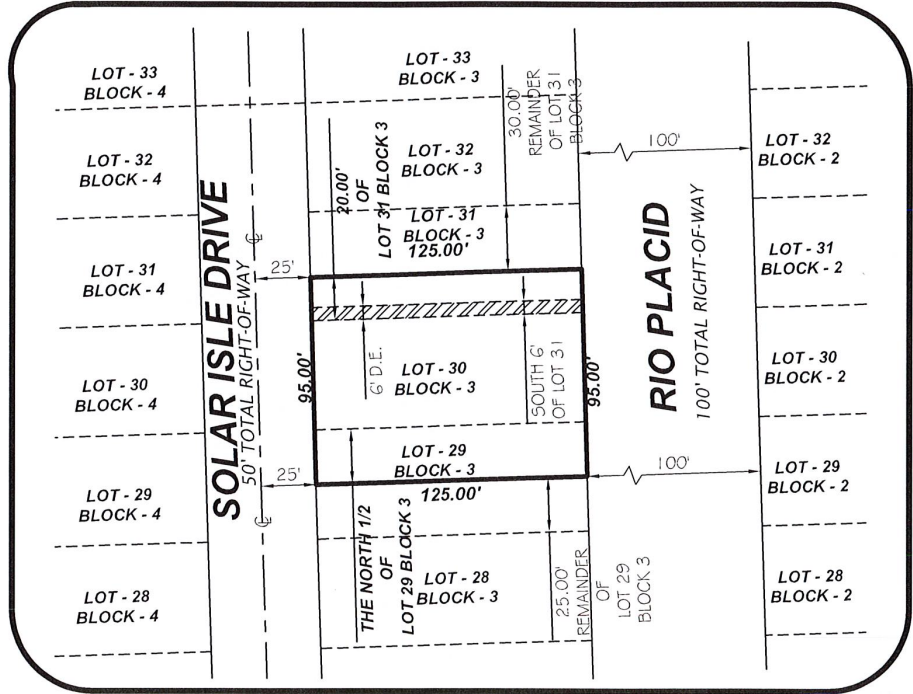 LOT - 33
BLOCK - 4
LOT - 32
BLOCK - 4
LOT - 31
BLOCK - 4
LOT - 30
BLOCK - 4
LOT - 29
BLOCK - 4
LOT - 28
BLOCK - 4
SOLAR ISLE DRIVE
50' TOTAL RIGHT-OF-WAY
℄
25'
25'
℄
LOT - 33
BLOCK - 3
LOT - 32
BLOCK - 3
20.00'
OF
LOT 31 BLOCK 3
30.00'
REMAINDER
OF LOT 31
BLOCK 3
LOT - 31
BLOCK - 3
125.00'
95.00'
6' D.E.
LOT - 30
BLOCK - 3
SOUTH 6'
OF LOT 31
95.00'
LOT - 29
BLOCK - 3
125.00'
THE NORTH 1/2
OF
LOT 29 BLOCK 3
LOT - 28
BLOCK - 3
25.00'
REMAINDER
OF
LOT 29
BLOCK 3
100'
RIO PLACID
100' TOTAL RIGHT-OF-WAY
100'
LOT - 32
BLOCK - 2
LOT - 31
BLOCK - 2
LOT - 30
BLOCK - 2
LOT - 29
BLOCK - 2
LOT - 28
BLOCK - 2